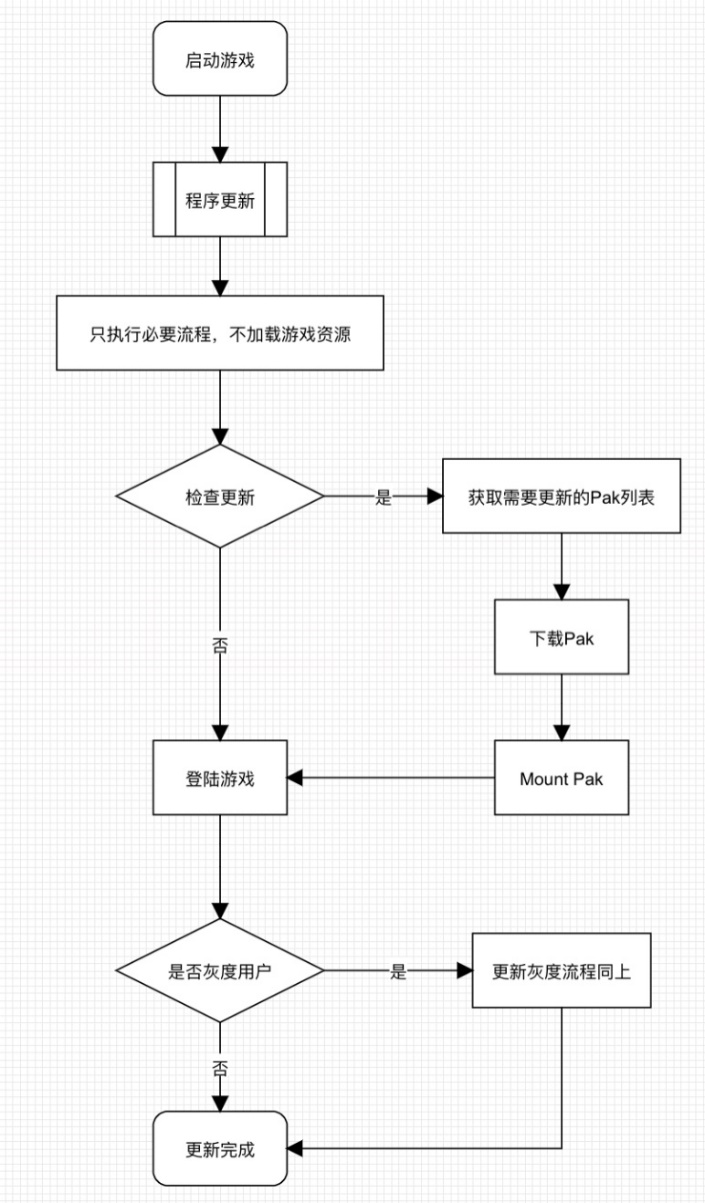 启动游戏
程序更新
只执行必要流程，不加载游戏资源
检查更新
是
获取需要更新的Pak列表
下载Pak
否
登陆游戏
Mount Pak
是否灰度用户
是
更新灰度流程同上
否
更新完成